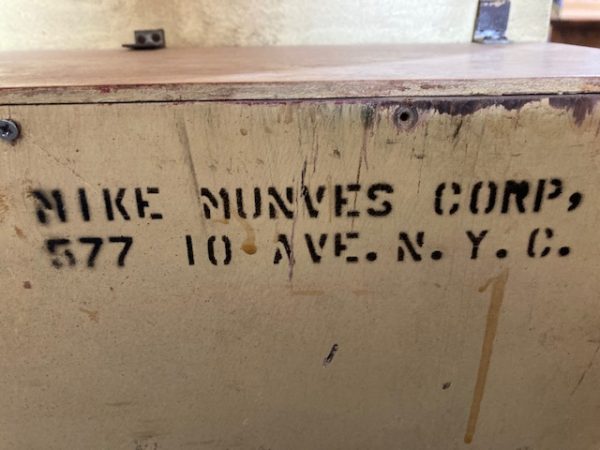 MIKE MUNVES CORP,
577 10 AVE. N. Y. C.